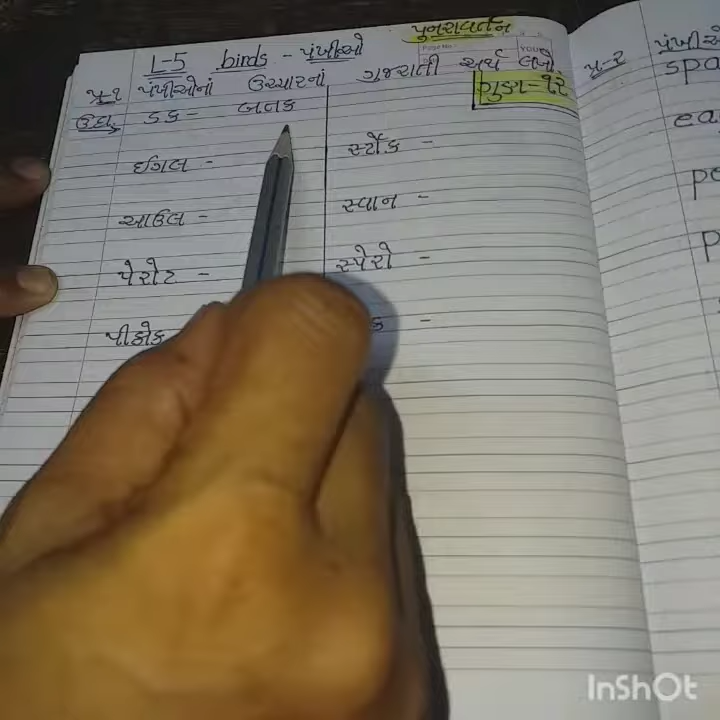 પુનરાવર્તન
L-5 birds - પંખીઓ
પ્ર-૧ પંખીઓનાં ઉચ્ચારનાં ગુજરાતી અર્થ લખો
ગુણ-૧૨
ઉદા, ડક - બતક
ઈગલ -
આઉલ -
પેરોટ -
પીકોક
સ્ટૉર્ક -
સ્વાન -
સ્પેરો -
ક -
પ્ર-૨ પંખીઓ
spa
ea
pe
p
InShOt